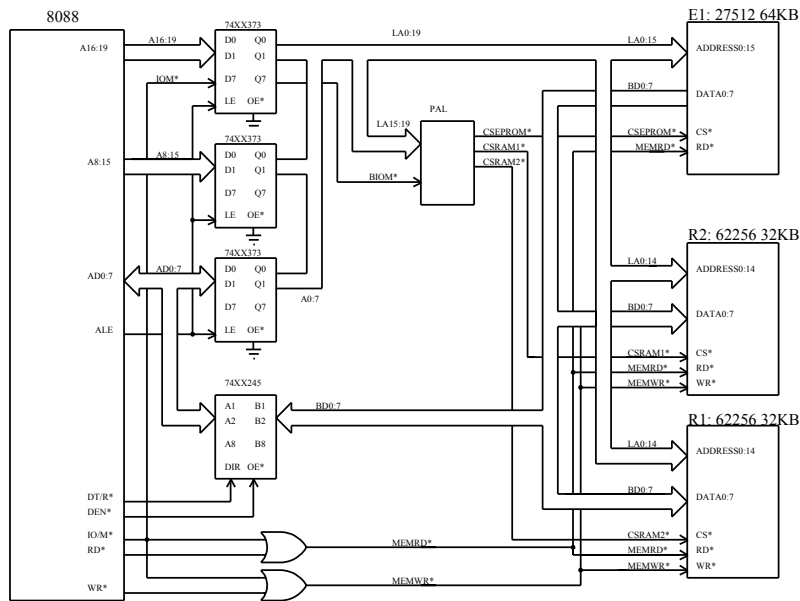 8088
A16:19
A8:15
AD0:7
ALE
DT/R*
DEN*
IO/M*
RD*
WR*
A16:19
IOM*
A8:15
AD0:7
74XX373
D0 Q0
D1 Q1
D7 Q7
LE OE*
74XX373
D0 Q0
D1 Q1
D7 Q7
LE OE*
74XX373
D0 Q0
D1 Q1
D7 Q7
LE OE*
A0:7
74XX245
A1 B1
A2 B2
A8 B8
DIR OE*
BD0:7
LA0:19
LA15:19
BIOM*
PAL
CSEPROM*
CSRAM1*
CSRAM2*
MEMRD*
MEMWR*
E1: 27512 64KB
LA0:15
ADDRESS0:15
BD0:7
DATA0:7
CSEPROM*
CS*
MEMRD*
RD*
R2: 62256 32KB
LA0:14
ADDRESS0:14
BD0:7
DATA0:7
CSRAM1*
CS*
MEMRD*
RD*
MEMWR*
WR*
R1: 62256 32KB
LA0:14
ADDRESS0:14
BD0:7
DATA0:7
CSRAM2*
CS*
MEMRD*
RD*
MEMWR*
WR*